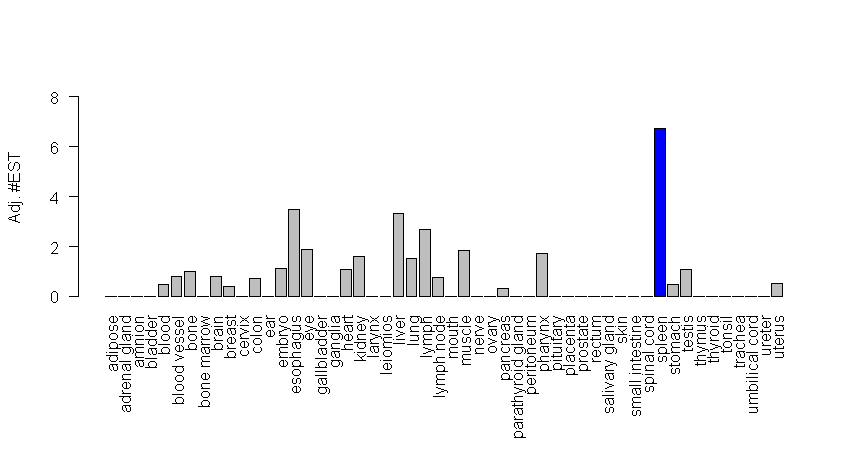 Adj. #EST
8
6
4
2
0
adipose
adrenal gland
amnion
bladder
blood
blood vessel
bone
bone marrow
brain
breast
cervix
colon
ear
embryo
esophagus
eye
gallbladder
ganglia
heart
kidney
larynx
leiomios
liver
lung
lymph
lymph node
mouth
muscle
nerve
ovary
pancreas
parathyroid gland
peritoneum
pharynx
pituitary
placenta
prostate
rectum
salivary gland
skin
small intestine
spinal cord
spleen
stomach
testis
thymus
thyroid
tonsil
trachea
umbilical cord
ureter
uterus